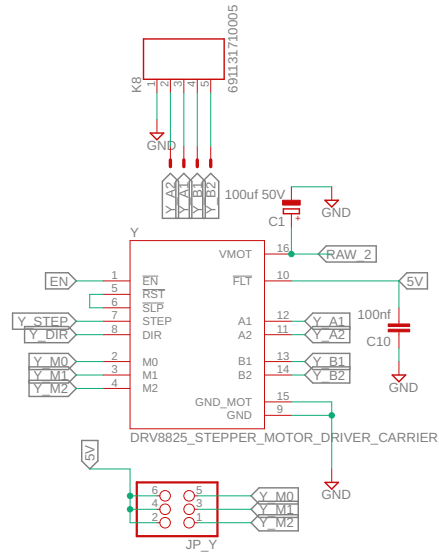 K8
691131710005
1 2 3 4 5
GND
Y_A2
Y_A1
Y_B1
Y_B2
100uf 50V
C1
+
GND
Y
VMOT 16 RAW_2
EN 1 EN
FLT 10 5V
5 RST
6 SLP
Y_STEP 7 STEP
A1 12 Y_A1
Y_DIR 8 DIR
A2 11 Y_A2
100nf
C10
GND
Y_M0 2 M0
B1 13 Y_B1
Y_M1 3 M1
B2 14 Y_B2
Y_M2 4 M2
GND_MOT 15
GND 9
DRV8825_STEPPER_MOTOR_DRIVER_CARRIER
5V
GND
6 5 Y_M0
4 3 Y_M1
2 1 Y_M2
JP_Y